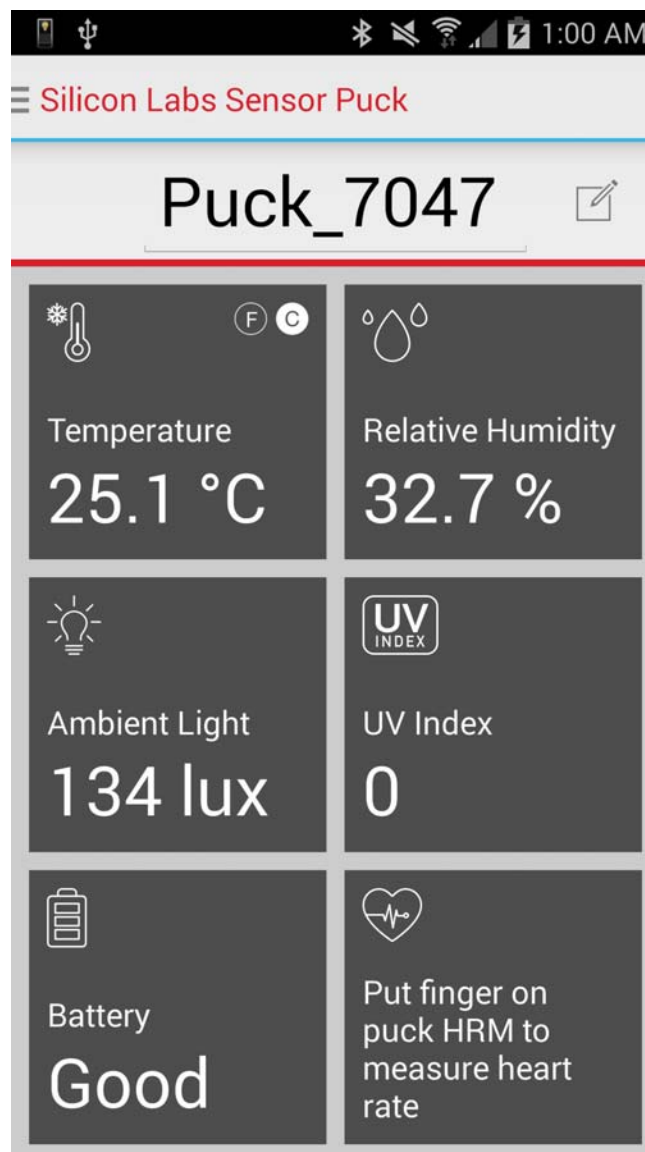 1:00 AM
Silicon Labs Sensor Puck
Puck_7047
F C
Temperature
25.1 °C
Relative Humidity
32.7 %
Ambient Light
134 lux
UV
INDEX
UV Index
0
Battery
Good
Put finger on
puck HRM to
measure heart
rate